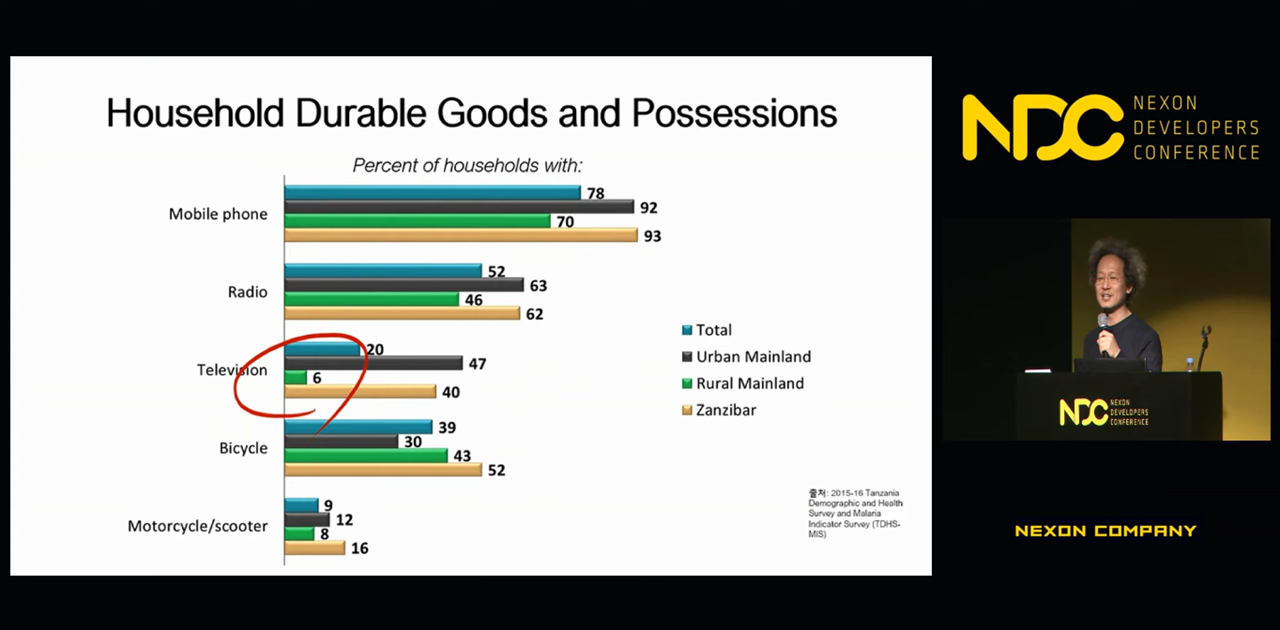 Household Durable Goods and Possessions
Percent of households with:
Mobile phone
78
92
70
93
Radio
52
63
46
62
Television
20
47
6
40
Bicycle
39
30
43
52
Motorcycle/scooter
9
12
8
16
Total
Urban Mainland
Rural Mainland
Zanzibar
출처: 2015-16 Tanzania
Demographic and Health
Survey and Malaria
Indicator Survey (TDHS-
MIS)
NDC
NEXON
DEVELOPERS
CONFERENCE
NDC
NEXON
DEVELOPERS
CONFERENCE
NEXON COMPANY